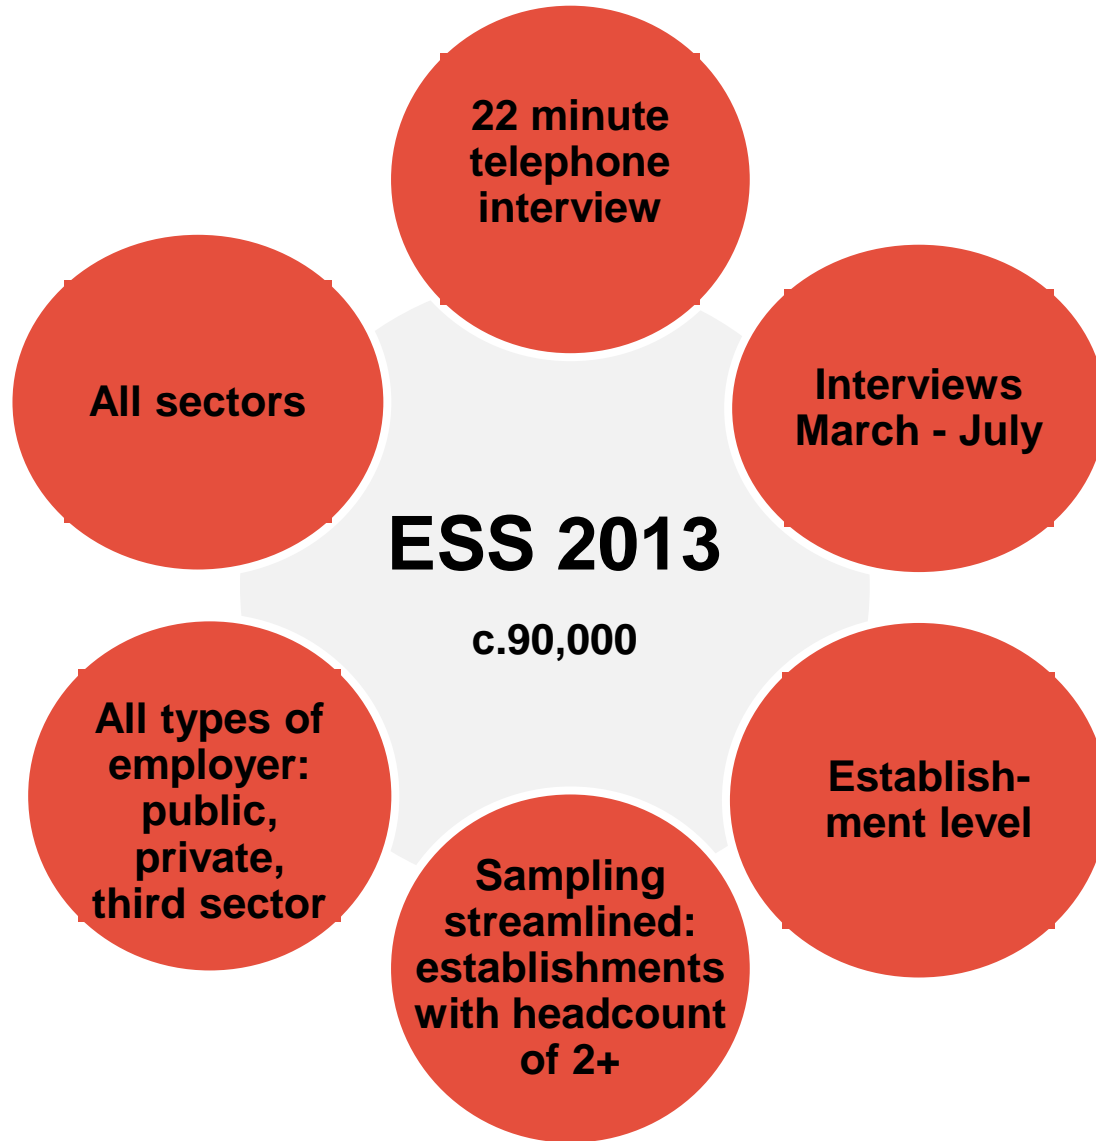 22 minute
telephone
interview
All sectors
Interviews
March - July
ESS 2013
c.90,000
All types of
employer:
public,
private,
third sector
Establish-
ment level
Sampling
streamlined:
establishments
with headcount
of 2+